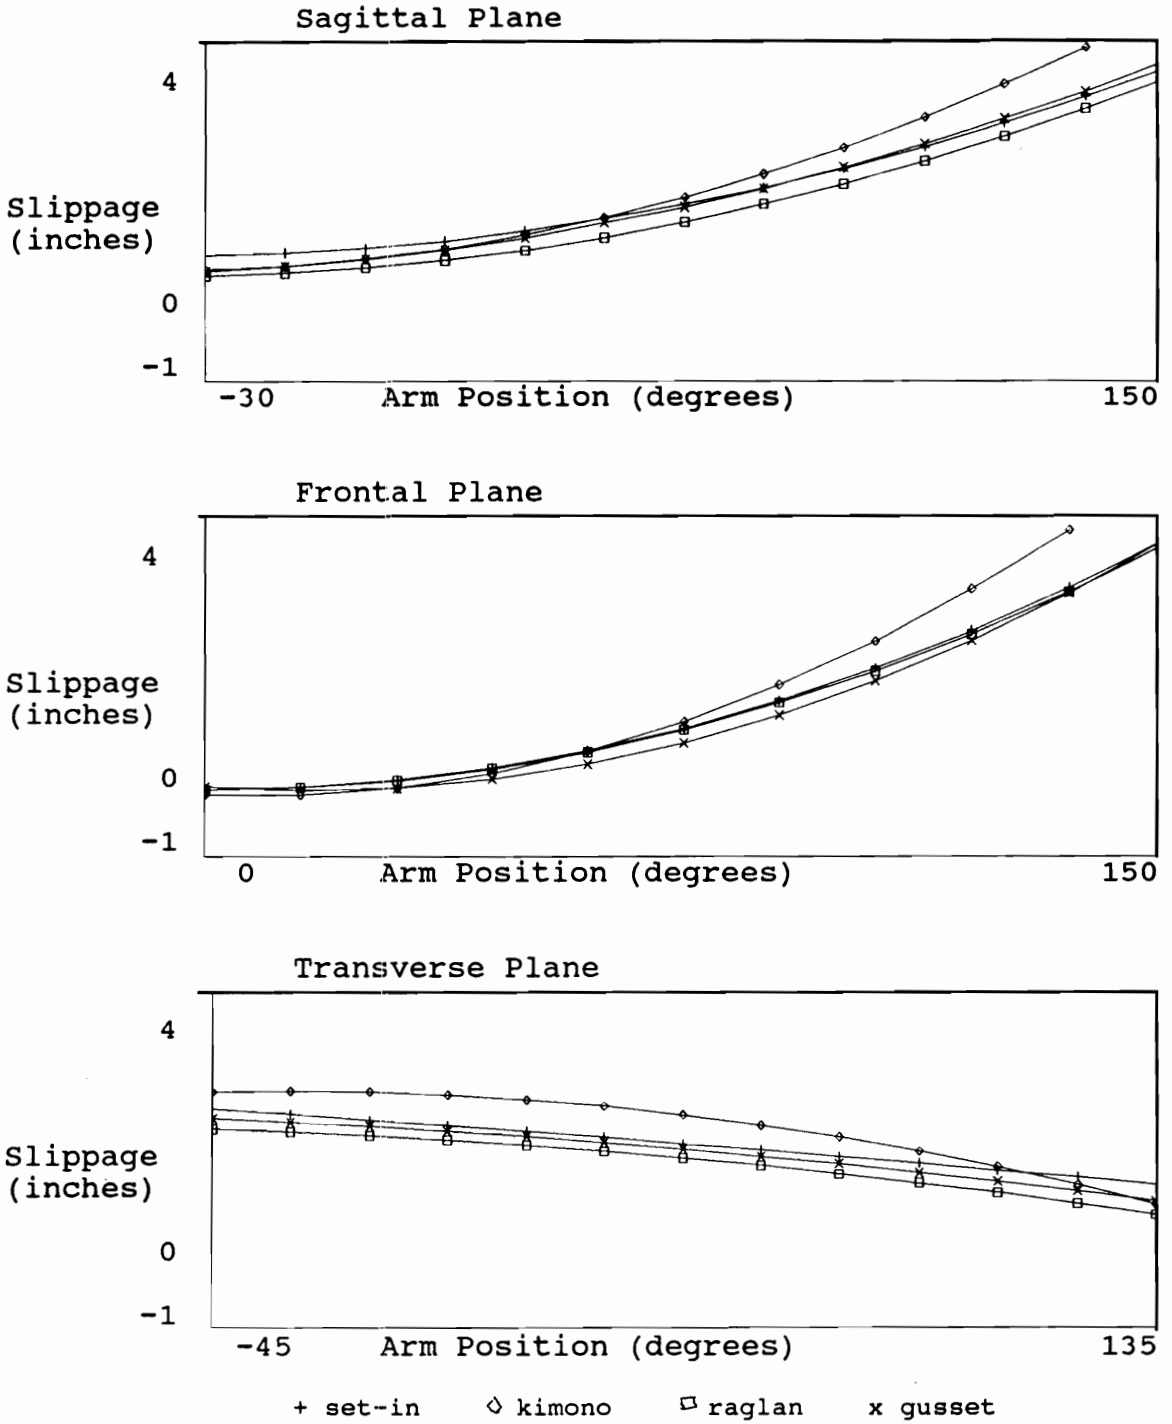 Sagittal Plane
4
Slippage
(inches)
0
-1
-30 Arm Position (degrees) 150
Frontal Plane
4
Slippage
(inches)
0
-1
0 Arm Position (degrees) 150
Transverse Plane
4
Slippage
(inches)
0
-1
-45 Arm Position (degrees) 135
+ set-in ◇ kimono □ raglan x gusset